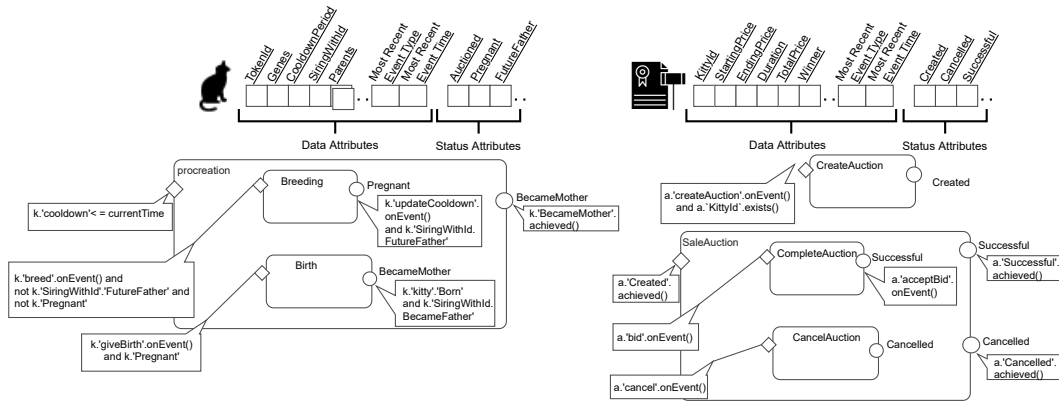 TokenId
Genes
CooldownPeriod
SiringWithId
Parents
..
Most Recent
Event Type
Most Recent
Event Time
Auctioned
Pregnant
FutureFather
..
Data Attributes
Status Attributes
procreation
Breeding
Pregnant
k.'updateCooldown'.
onEvent()
and k.'SiringWithId.
FutureFather'
k.'cooldown'< = currentTime
BecameMother
k.'BecameMother'.
achieved()
k.'breed'.onEvent() and
not k.'SiringWithId'.'FutureFather' and
not k.'Pregnant'
Birth
BecameMother
k.'kitty'.'Born'
and k.'SiringWithId.
BecameFather'
k.'giveBirth'.onEvent()
and k.'Pregnant'
KittyId
StartingPrice
EndingPrice
Duration
TotalPrice
Winner
..
Most Recent
Event Type
Most Recent
Event Time
Created
Cancelled
Successful
..
Data Attributes
Status Attributes
CreateAuction
Created
a.'createAuction'.onEvent()
and a.`KittyId`.exists()
SaleAuction
CompleteAuction
Successful
a.'acceptBid'.
onEvent()
Successful
a.'Successful'.
achieved()
a.'Created'.
achieved()
a.'bid'.onEvent()
CancelAuction
Cancelled
Cancelled
a.'Cancelled'.
achieved()
a.'cancel'.onEvent()